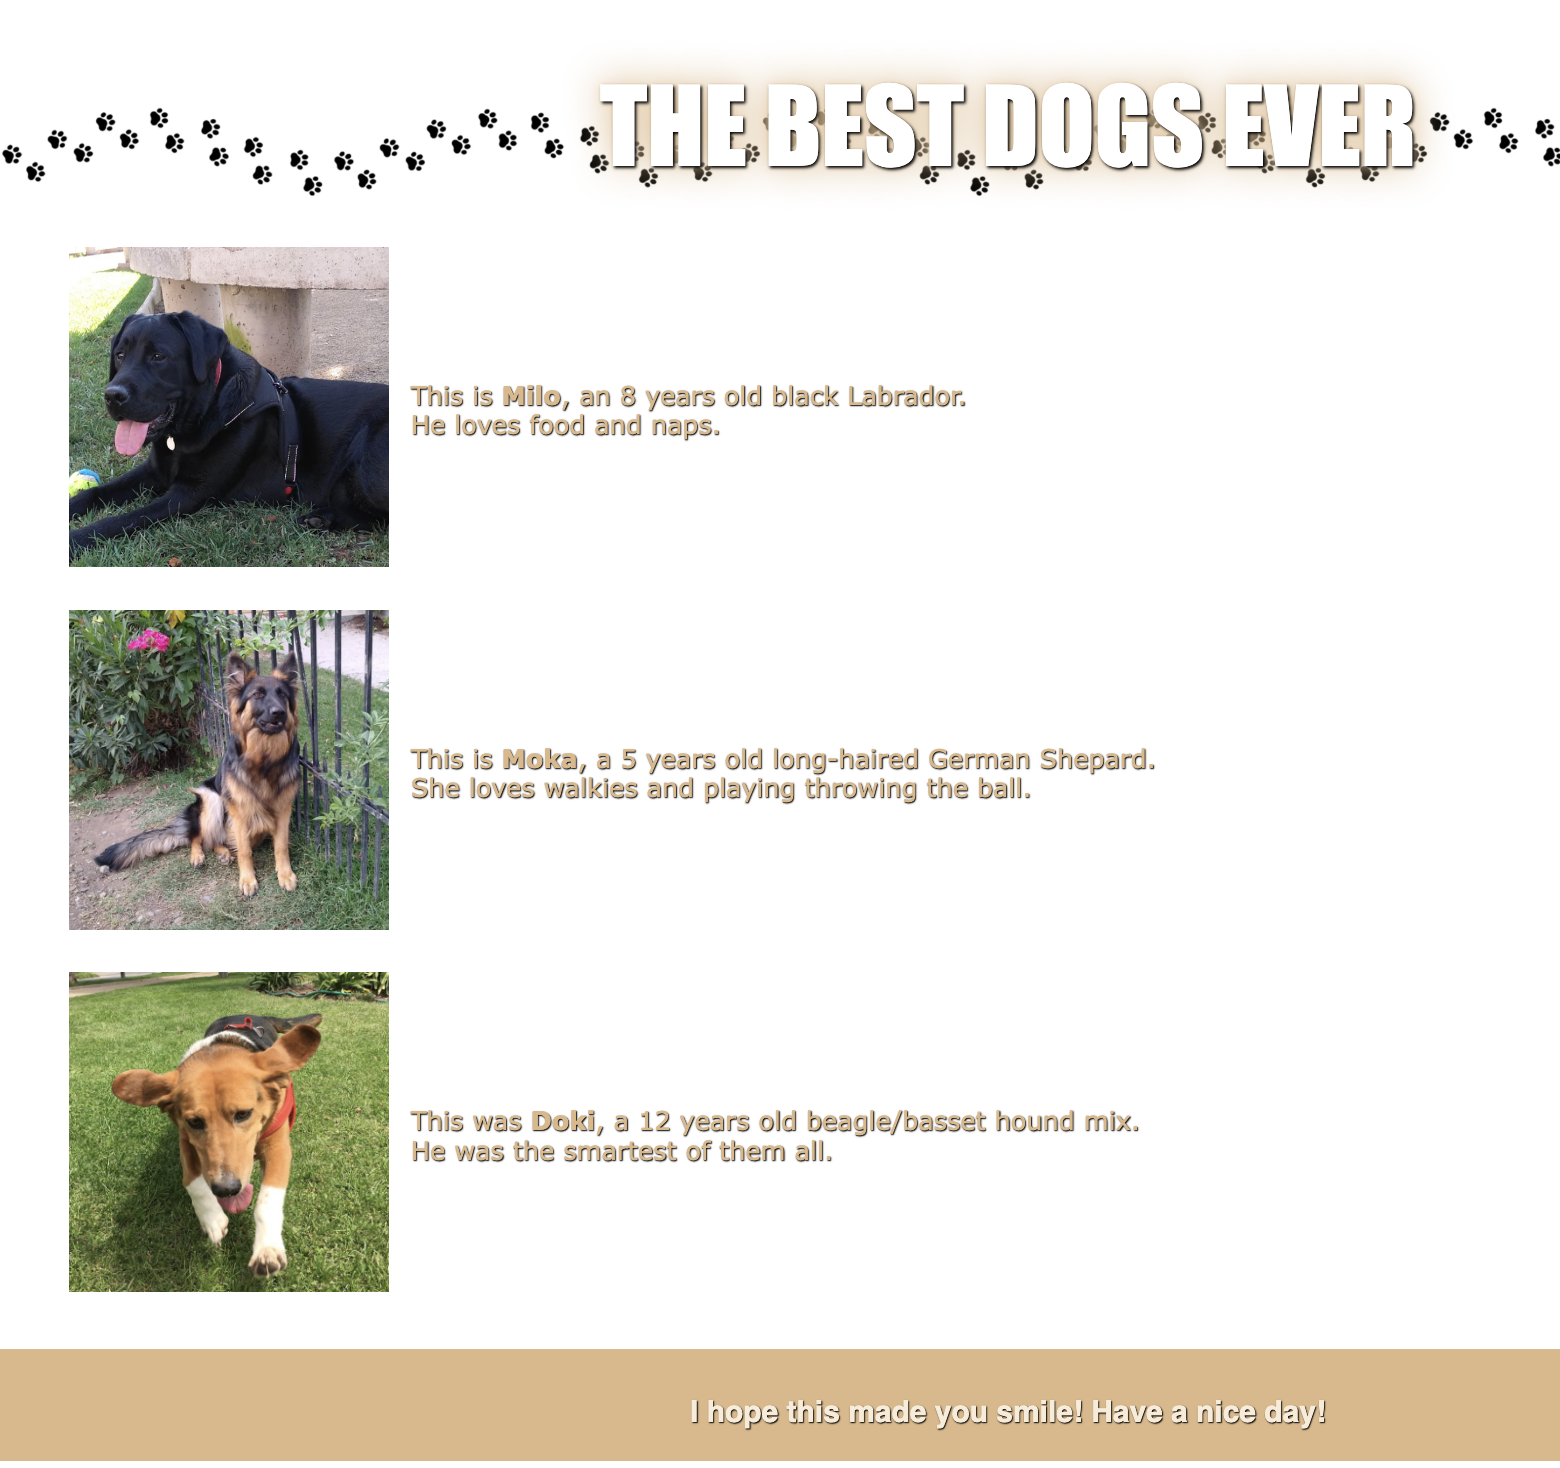 THE BEST DOGS EVER
This is Milo, an 8 years old black Labrador.
He loves food and naps.
This is Moka, a 5 years old long-haired German Shepard.
She loves walkies and playing throwing the ball.
This was Doki, a 12 years old beagle/basset hound mix.
He was the smartest of them all.
I hope this made you smile! Have a nice day!